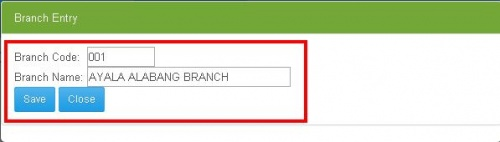 Branch Entry
Branch Code: 001
Branch Name: AYALA ALABANG BRANCH
Save Close